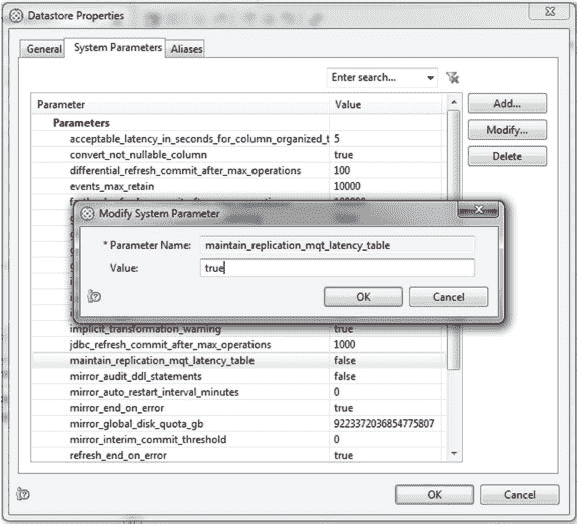 Datastore Properties
General System Parameters Aliases
Enter search...
Parameter Value
Parameters
acceptable_latency_in_seconds_for_column_organized_t 5
convert_not_nullable_column true
differential_refresh_commit_after_max_operations 100
events_max_retain 10000
Modify System Parameter
* Parameter Name: maintain_replication_mqt_latency_table
Value: true
OK Cancel
implicit_transformation_warning true
jdbc_refresh_commit_after_max_operations 1000
maintain_replication_mqt_latency_table false
mirror_audit_ddl_statements false
mirror_auto_restart_interval_minutes 0
mirror_end_on_error true
mirror_global_disk_quota_gb 9223372036854775807
mirror_interim_commit_threshold 0
refresh_end_on_error true
Add...
Modify...
Delete
OK Cancel